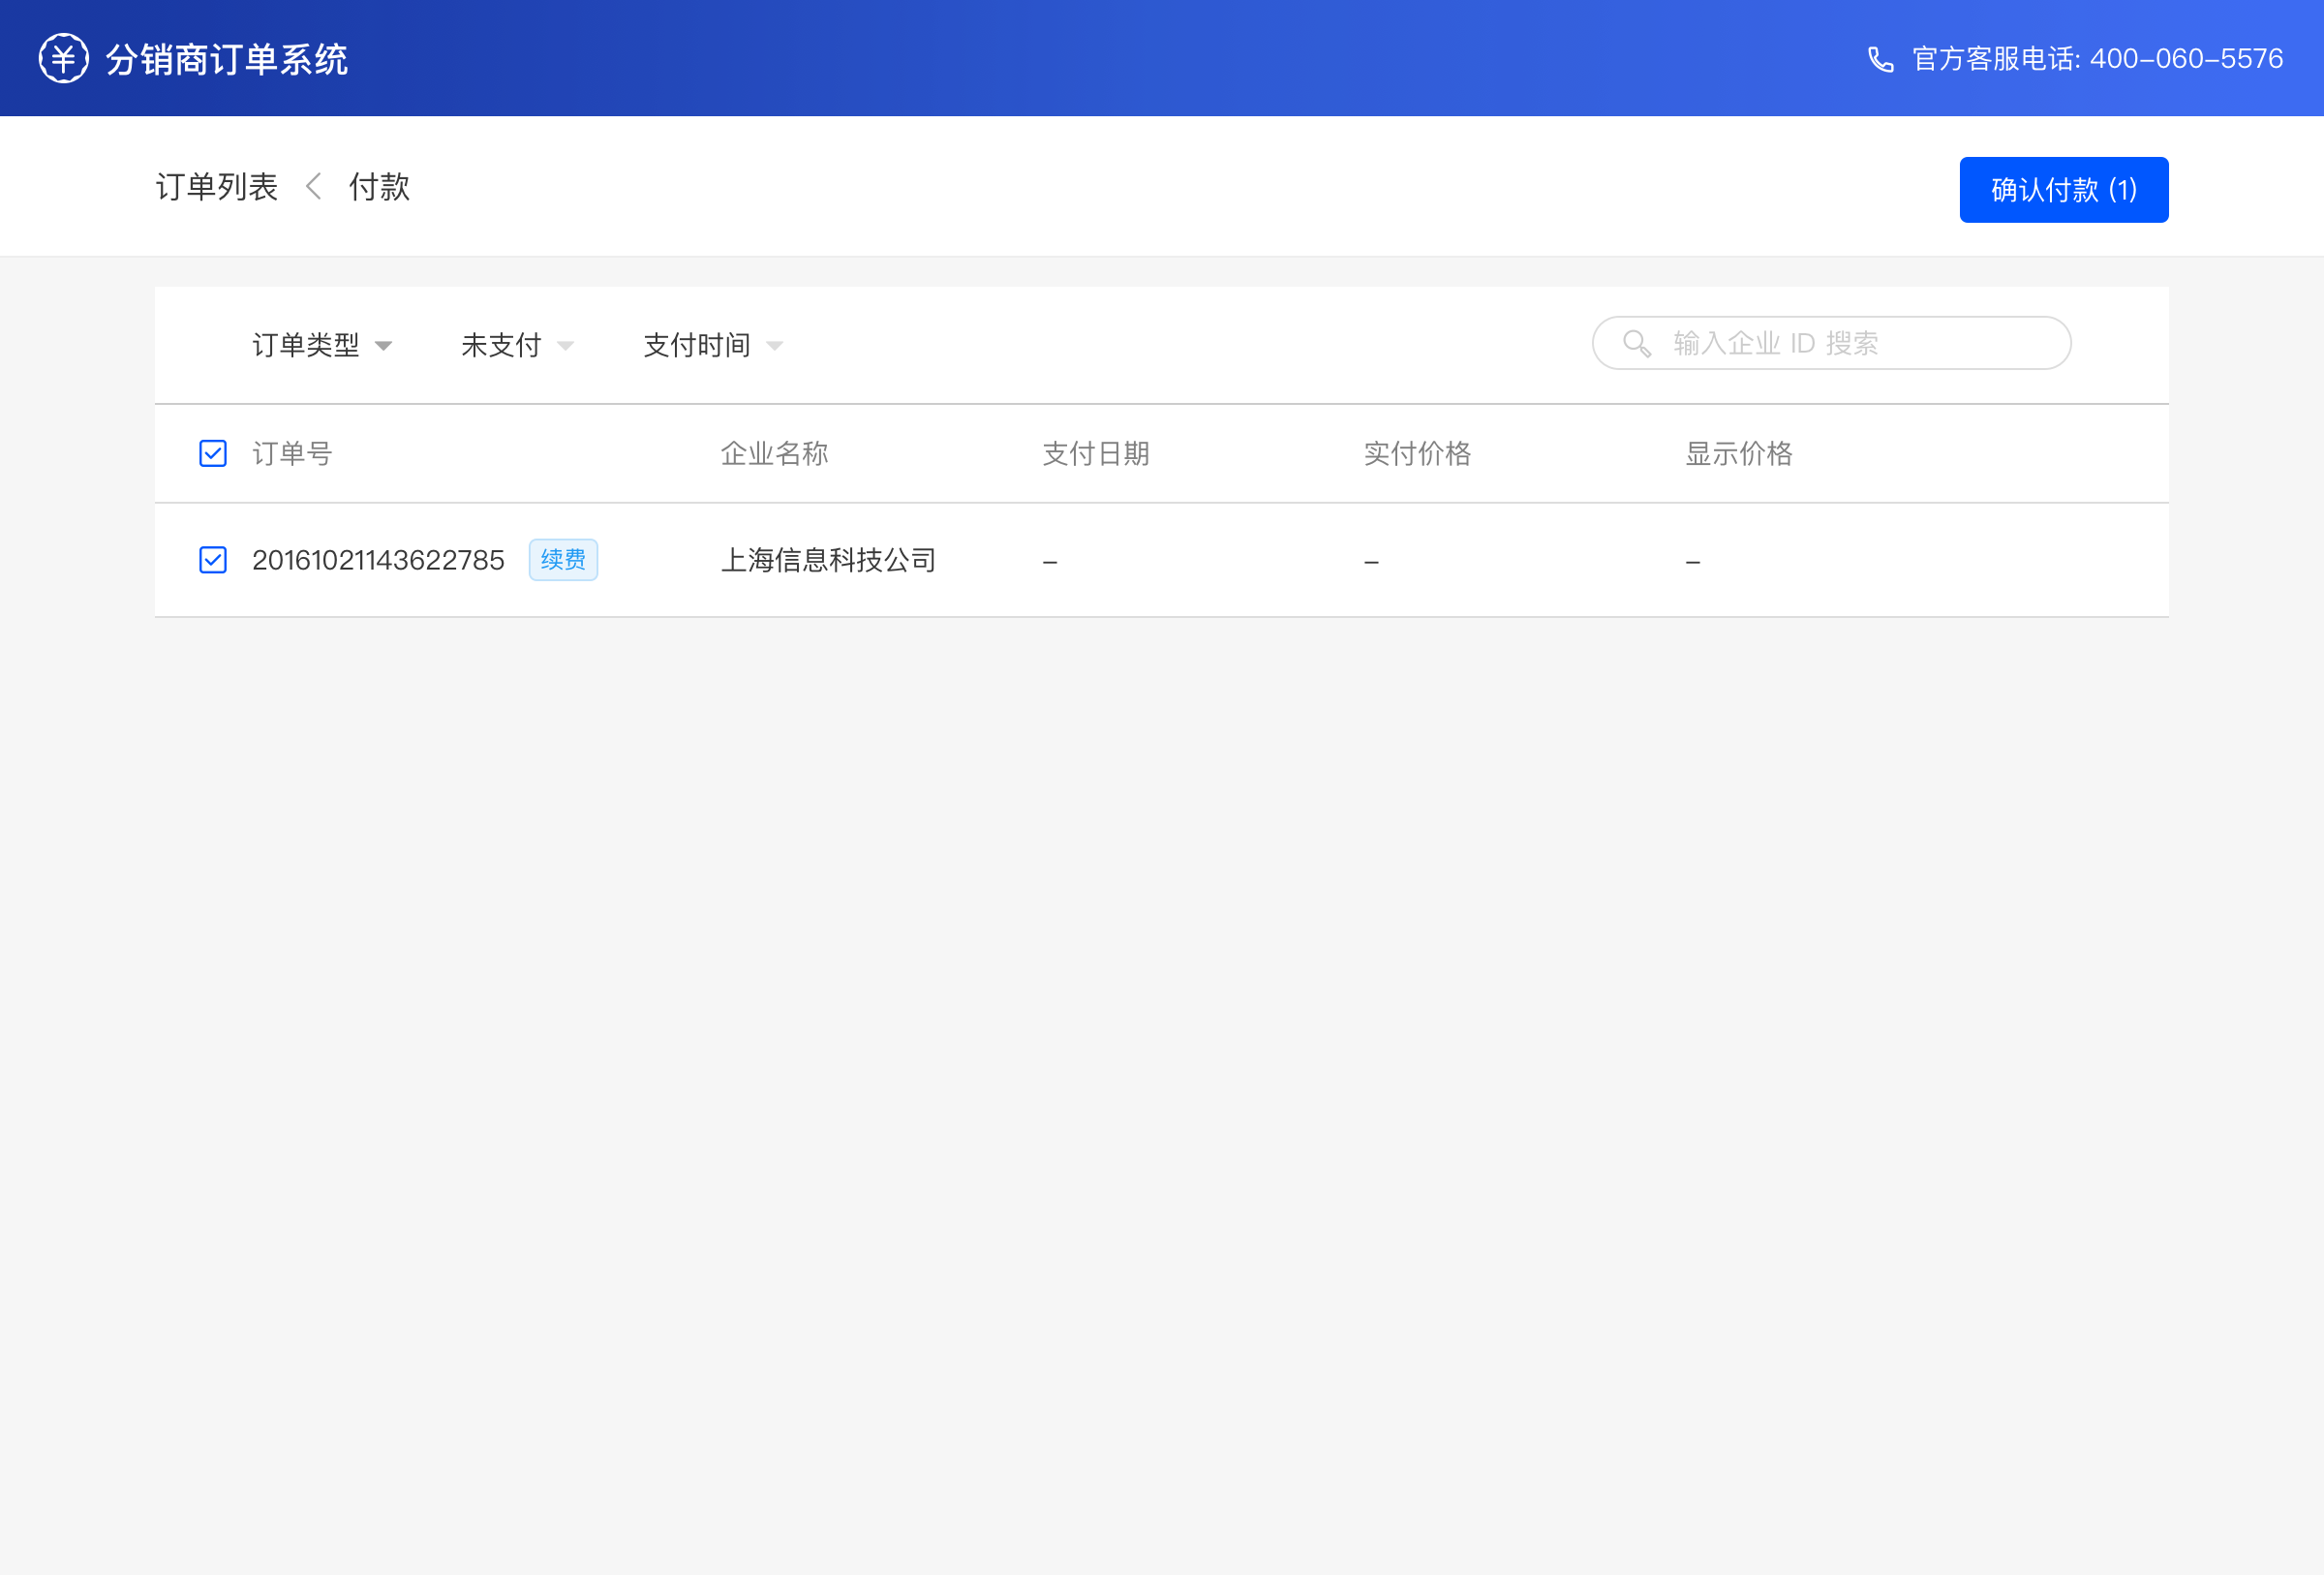 分销商订单系统
官方客服电话: 400-060-5576
订单列表 付款
确认付款 (1)
订单类型 未支付 支付时间
输入企业 ID 搜索
订单号 企业名称 支付日期 实付价格 显示价格
20161021143622785 续费 上海信息科技公司 – – –